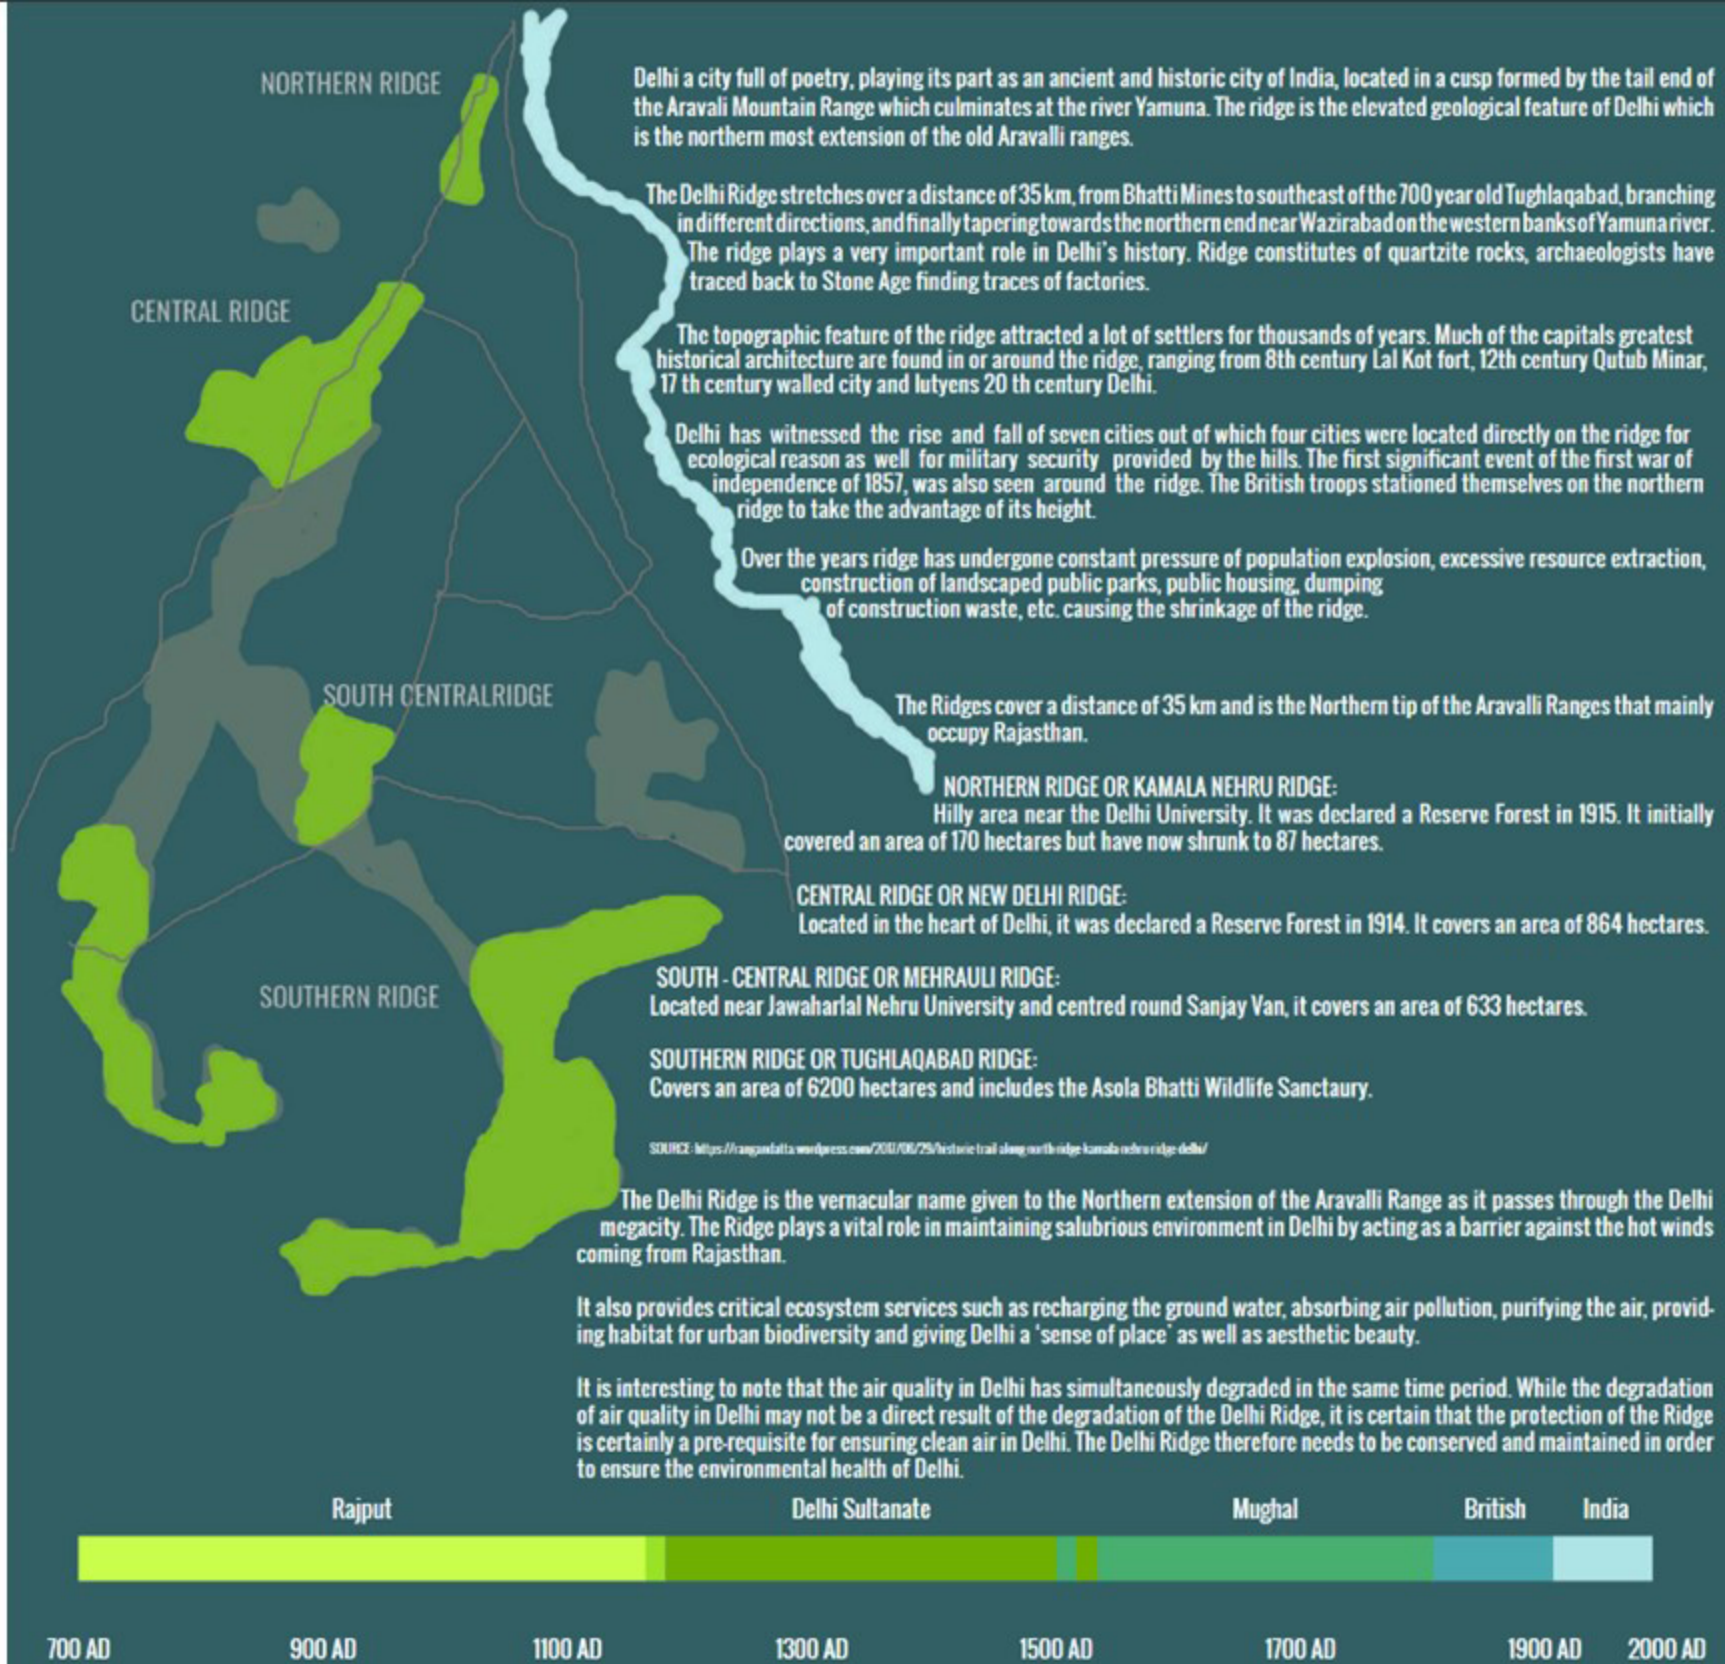 NORTHERN RIDGE
Delhi a city full of poetry, playing its part as an ancient and historic city of India, located in a cusp formed by the tail end of
the Aravali Mountain Range which culminates at the river Yamuna. The ridge is the elevated geological feature of Delhi which
is the northern most extension of the old Aravalli ranges.
The Delhi Ridge stretches over a distance of 35 km, from Bhatti Mines to southeast of the 700 year old Tughlaqabad, branching
in different directions, and finally tapering towards the northern end near Wazirabad on the western banks of Yamuna river.
The ridge plays a very important role in Delhi's history. Ridge constitutes of quartzite rocks, archaeologists have
traced back to Stone Age finding traces of factories.
CENTRAL RIDGE
The topographic feature of the ridge attracted a lot of settlers for thousands of years. Much of the capitals greatest
historical architecture are found in or around the ridge, ranging from 8th century Lal Kot fort, 12th century Qutub Minar,
17 th century walled city and lutyens 20 th century Delhi.
Delhi has witnessed the rise and fall of seven cities out of which four cities were located directly on the ridge for
ecological reason as well for military security provided by the hills. The first significant event of the first war of
independence of 1857, was also seen around the ridge. The British troops stationed themselves on the northern
ridge to take the advantage of its height.
Over the years ridge has undergone constant pressure of population explosion, excessive resource extraction,
construction of landscaped public parks, public housing, dumping
of construction waste, etc. causing the shrinkage of the ridge.
SOUTH CENTRALRIDGE
The Ridges cover a distance of 35 km and is the Northern tip of the Aravalli Ranges that mainly
occupy Rajasthan.
NORTHERN RIDGE OR KAMALA NEHRU RIDGE:
Hilly area near the Delhi University. It was declared a Reserve Forest in 1915. It initially
covered an area of 170 hectares but have now shrunk to 87 hectares.
CENTRAL RIDGE OR NEW DELHI RIDGE:
Located in the heart of Delhi, it was declared a Reserve Forest in 1914. It covers an area of 864 hectares.
SOUTH - CENTRAL RIDGE OR MEHRAULI RIDGE:
Located near Jawaharlal Nehru University and centred round Sanjay Van, it covers an area of 633 hectares.
SOUTHERN RIDGE
SOUTHERN RIDGE OR TUGHLAQABAD RIDGE:
Covers an area of 6200 hectares and includes the Asola Bhatti Wildlife Sanctaury.
SOURCE: https://rangandatta.wordpress.com/2017/06/29/historic-trail-along-north-ridge-kamala-nehru-ridge-delhi/
The Delhi Ridge is the vernacular name given to the Northern extension of the Aravalli Range as it passes through the Delhi
megacity. The Ridge plays a vital role in maintaining salubrious environment in Delhi by acting as a barrier against the hot winds
coming from Rajasthan.
It also provides critical ecosystem services such as recharging the ground water, absorbing air pollution, purifying the air, provid-
ing habitat for urban biodiversity and giving Delhi a 'sense of place' as well as aesthetic beauty.
It is interesting to note that the air quality in Delhi has simultaneously degraded in the same time period. While the degradation
of air quality in Delhi may not be a direct result of the degradation of the Delhi Ridge, it is certain that the protection of the Ridge
is certainly a pre-requisite for ensuring clean air in Delhi. The Delhi Ridge therefore needs to be conserved and maintained in order
to ensure the environmental health of Delhi.
Rajput Delhi Sultanate Mughal British India
700 AD 900 AD 1100 AD 1300 AD 1500 AD 1700 AD 1900 AD 2000 AD